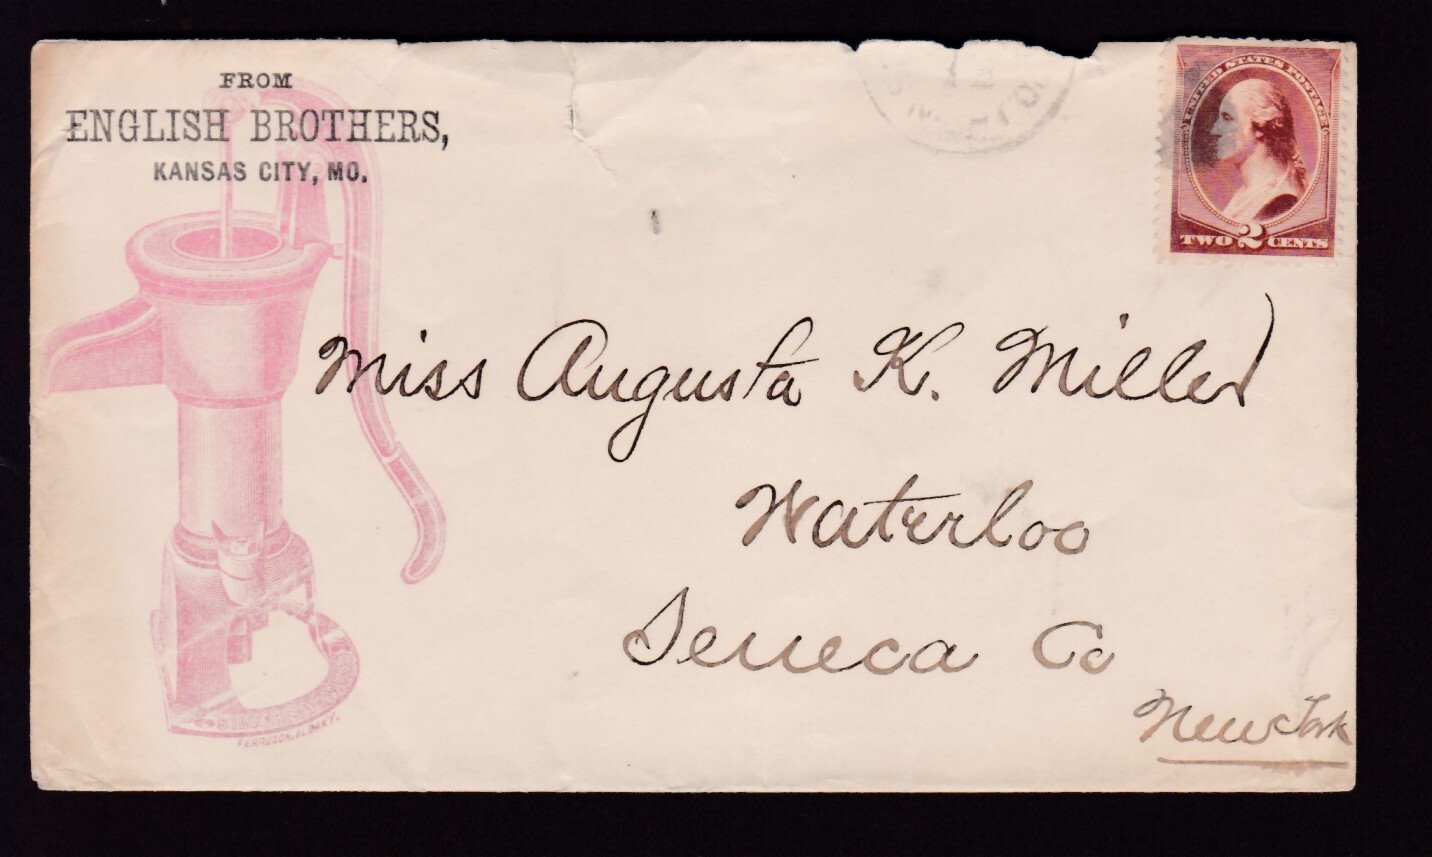 FROM
ENGLISH BROTHERS,
KANSAS CITY, MO.
UNITED STATES POSTAGE
TWO 2 CENTS
Miss Augusta K. Miller
Waterloo
Seneca Co
New York